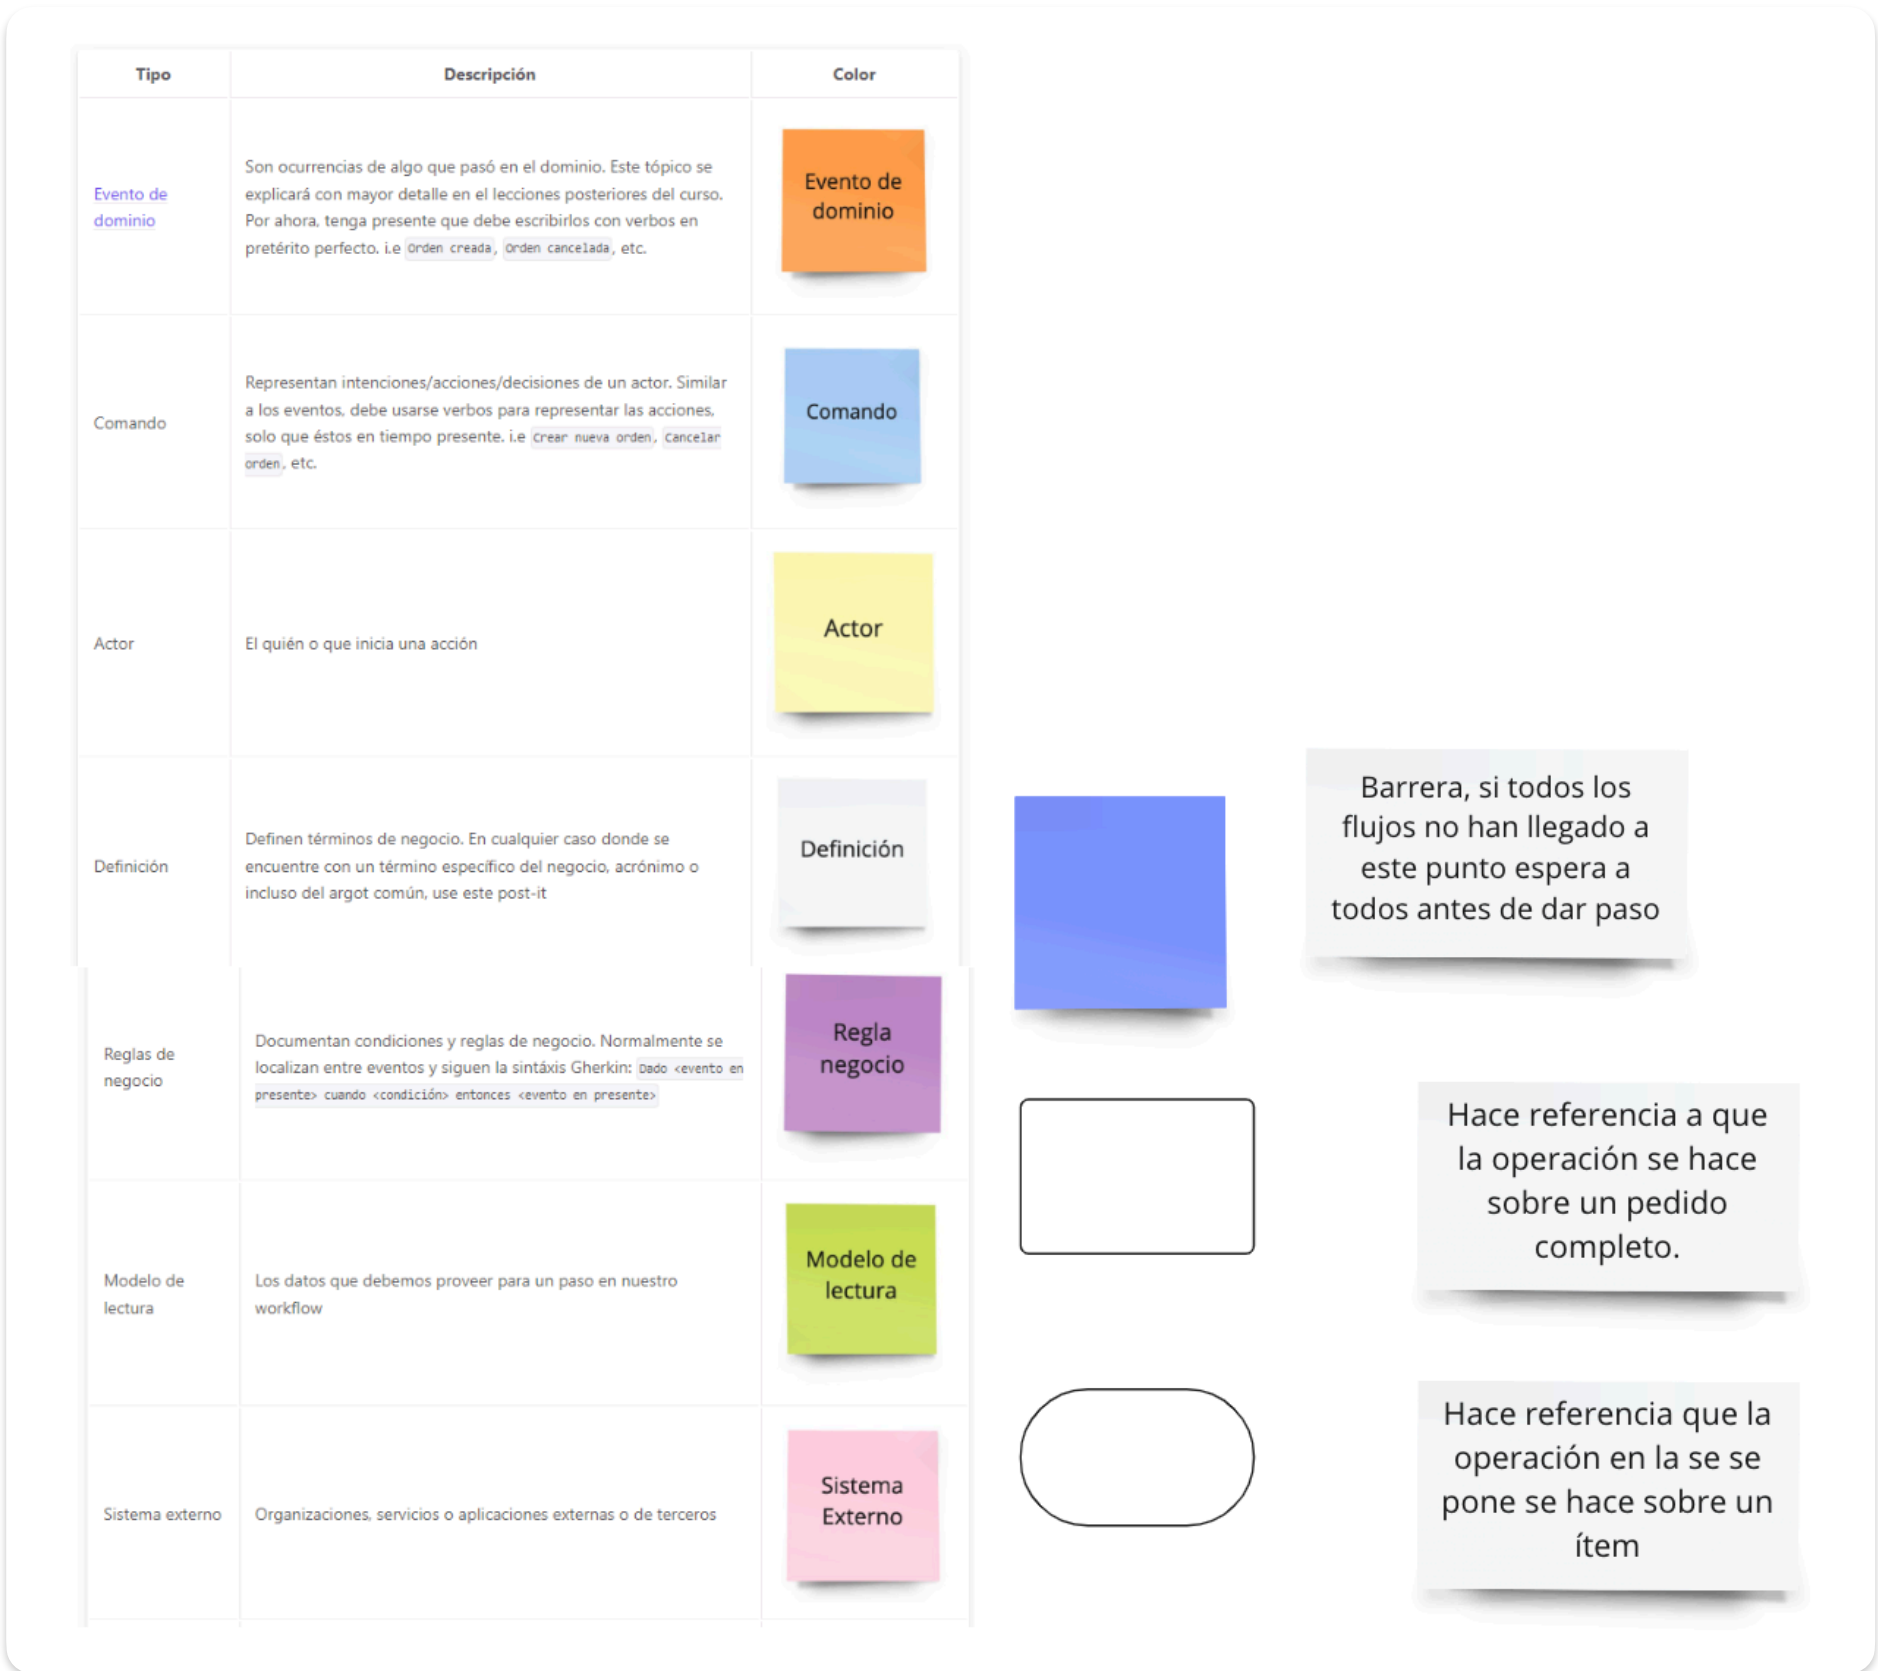 Tipo
Descripción
Color
Evento de
dominio
Son ocurrencias de algo que pasó en el dominio. Este tópico se
explicará con mayor detalle en el lecciones posteriores del curso.
Por ahora, tenga presente que debe escribirlos con verbos en
pretérito perfecto. i.e Orden creada, Orden cancelada, etc.
Evento de
dominio
Comando
Representan intenciones/acciones/decisiones de un actor. Similar
a los eventos, debe usarse verbos para representar las acciones,
solo que éstos en tiempo presente. i.e Crear nueva orden, Cancelar
orden, etc.
Comando
Actor
El quién o que inicia una acción
Actor
Definición
Definen términos de negocio. En cualquier caso donde se
encuentre con un término específico del negocio, acrónimo o
incluso del argot común, use este post-it
Definición
Barrera, si todos los
flujos no han llegado a
este punto espera a
todos antes de dar paso
Reglas de
negocio
Documentan condiciones y reglas de negocio. Normalmente se
localizan entre eventos y siguen la sintáxis Gherkin: Dado <evento en
presente> cuando <condición> entonces <evento en presente>
Regla
negocio
Hace referencia a que
la operación se hace
sobre un pedido
completo.
Modelo de
lectura
Los datos que debemos proveer para un paso en nuestro
workflow
Modelo de
lectura
Sistema externo
Organizaciones, servicios o aplicaciones externas o de terceros
Sistema
Externo
Hace referencia que la
operación en la se se
pone se hace sobre un
ítem